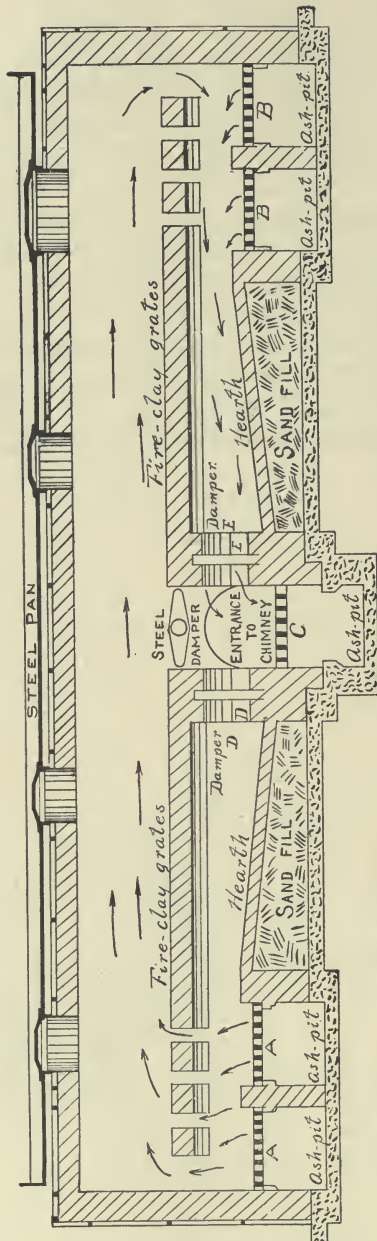 STEEL PAN
Fire-clay grates
Fire-clay grates
STEEL
DAMPER
Damper
D
D
Damper
E
E
ENTRANCE
TO
CHIMNEY
Hearth
Hearth
A
A
C
B
B
SAND FILL
SAND FILL
Ash-pit
Ash-pit
Ash-pit
Ash-pit
Ash-pit